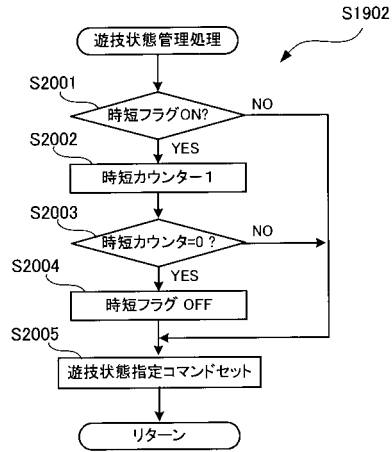 S1902
遊技状態管理処理
S2001
時短フラグON?
NO
YES
S2002
時短カウンター1
S2003
時短カウンタ=0?
NO
YES
S2004
時短フラグ OFF
S2005
遊技状態指定コマンドセット
リターン